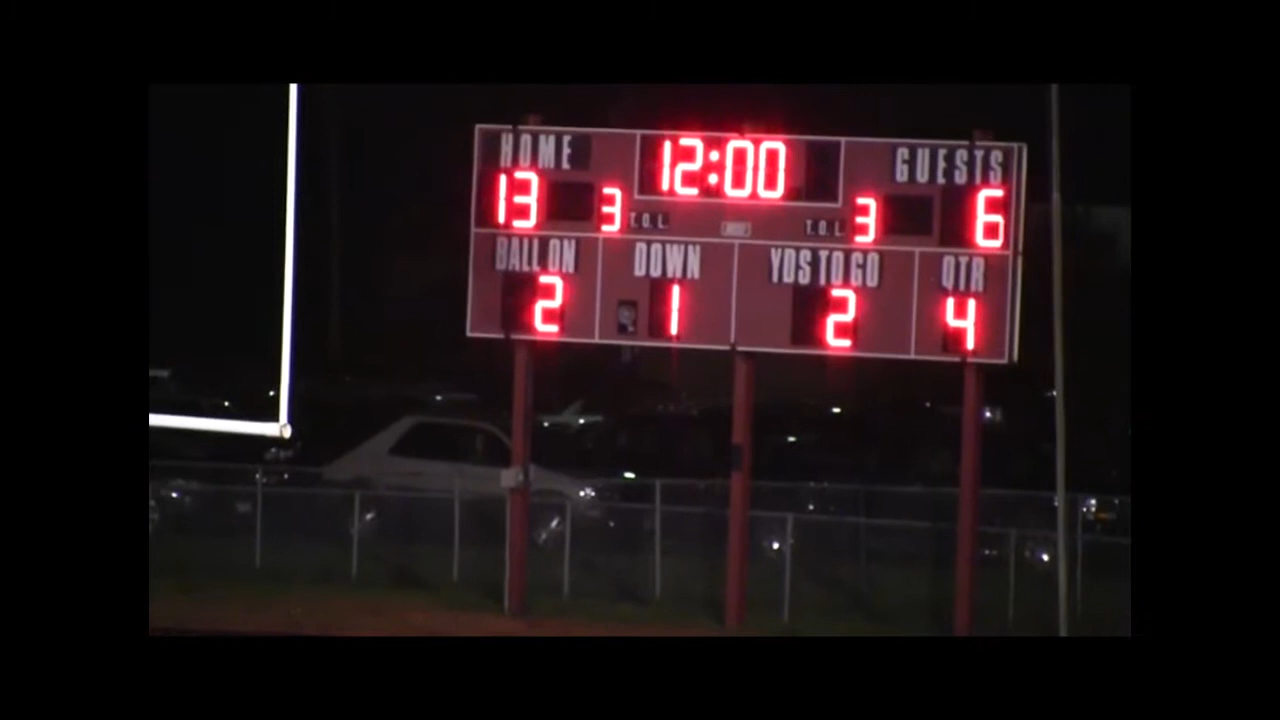 HOME 12:00 GUESTS
13 3 T.O.L. T.O.L. 3 6
BALL ON DOWN YDS TO GO QTR
2 1 2 4